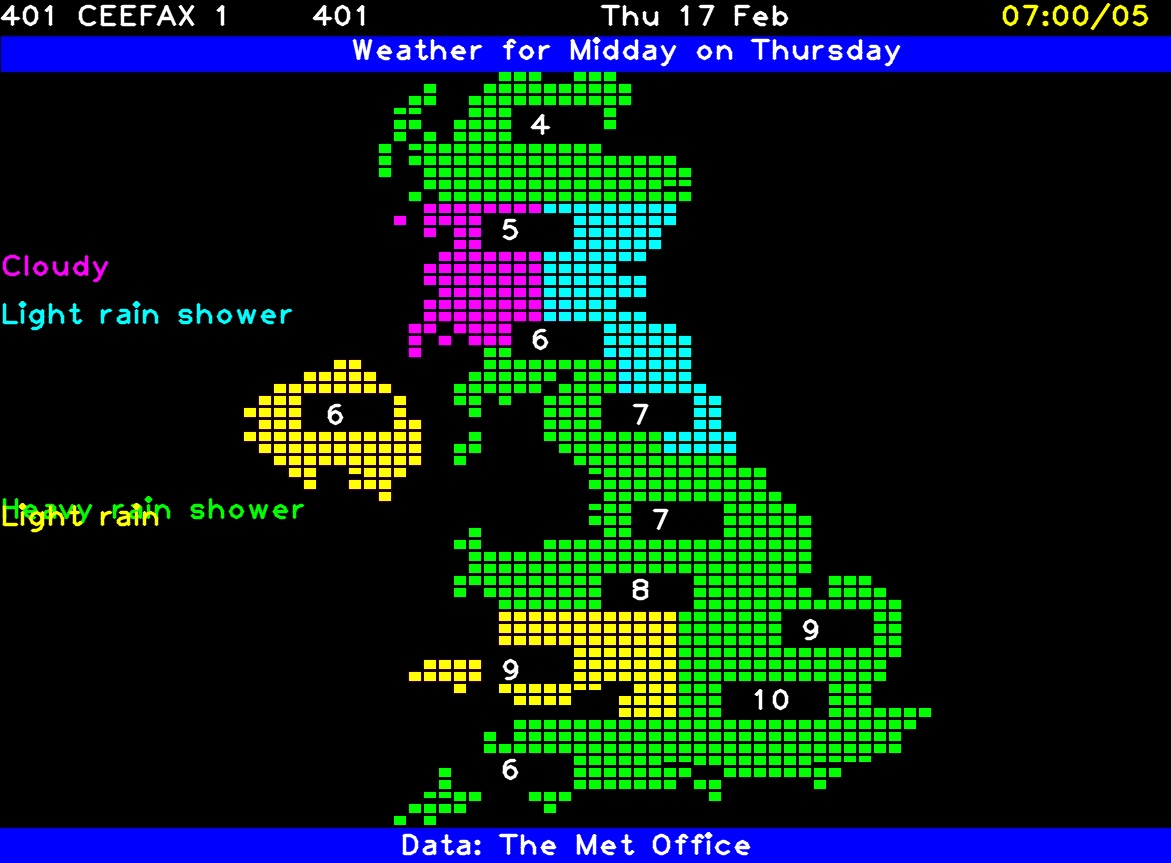 401 CEEFAX 1 401 Thu 17 Feb 07:00/05
Weather for Midday on Thursday
4
5
Cloudy
Light rain shower
6
6 7
Heavy rain shower
Light rain
7
8
9
9
10
6
Data: The Met Office